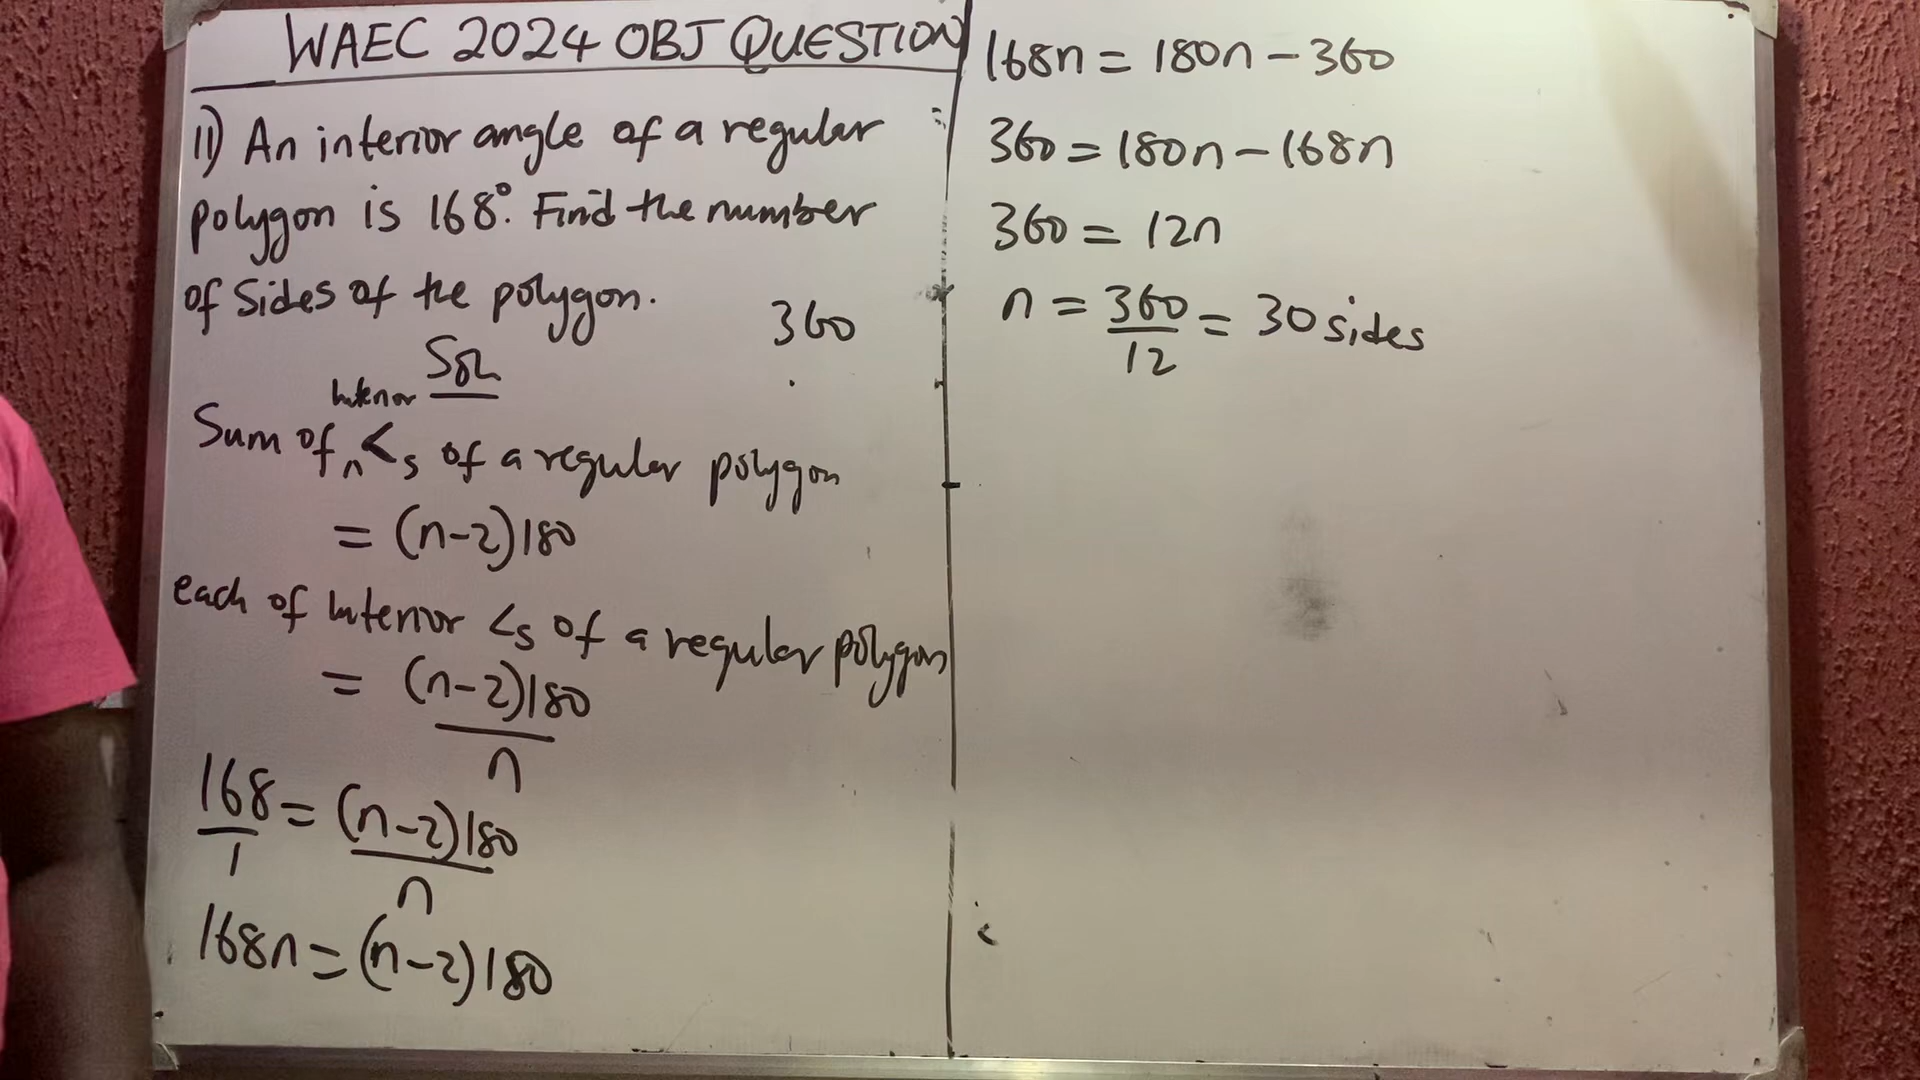 WAEC 2024 OBJ QUESTION
11) An interior angle of a regular
polygon is 168°. Find the number
of Sides of the polygon.
360
Soln
Interior
Sum of ^ <s of a regular polygon
= (n-2)180
each of Interior <s of a regular polygon
= (n-2)180
n
168 = (n-2)180
1 n
168n = (n-2)180
168n = 180n - 360
360 = 180n - 168n
360 = 12n
n = 360 = 30 sides
12